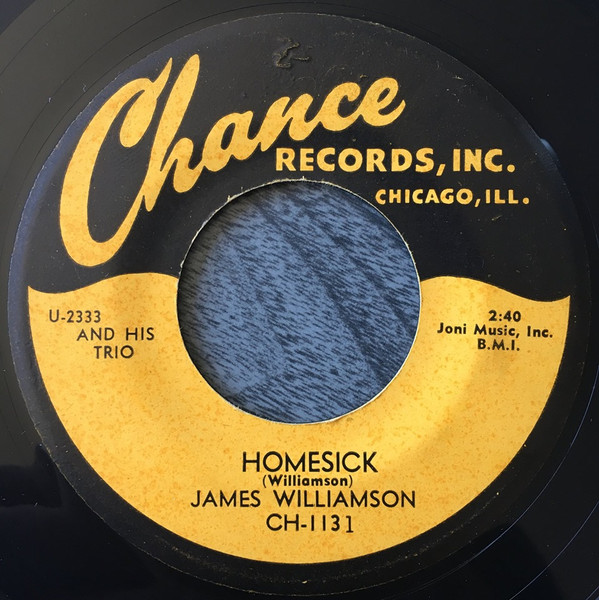 Chance
RECORDS, INC.
CHICAGO, ILL.
U-2333
AND HIS
TRIO
2:40
Joni Music, Inc.
B.M.I.
HOMESICK
(Williamson)
JAMES WILLIAMSON
CH-1131